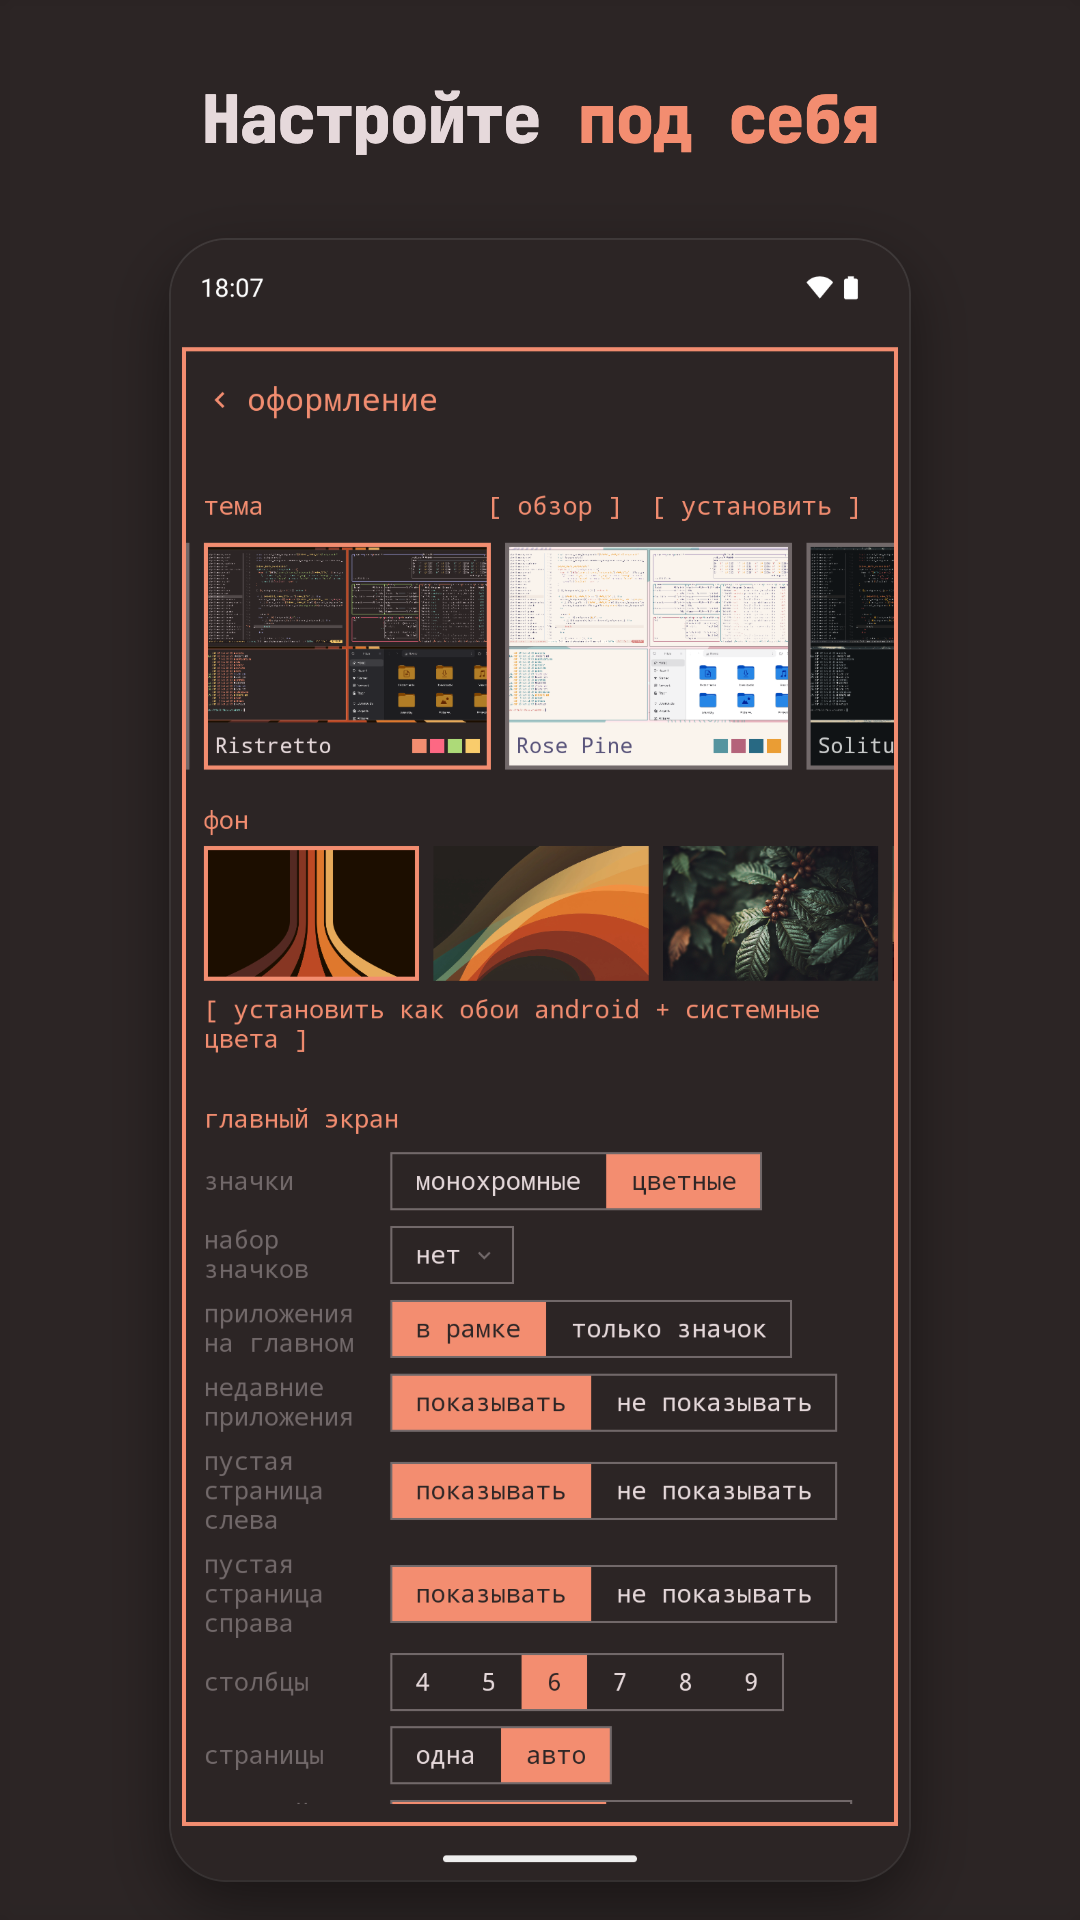 Настройте под себя
18:07
оформление
тема [ обзор ] [ установить ]
Ristretto Rose Pine Solitu
фон
[ установить как обои android + системные
цвета ]
главный экран
значки монохромные цветные
набор
значков нет
приложения
на главном в рамке только значок
недавние
приложения показывать не показывать
пустая
страница
слева показывать не показывать
пустая
страница
справа показывать не показывать
столбцы 4 5 6 7 8 9
страницы одна авто